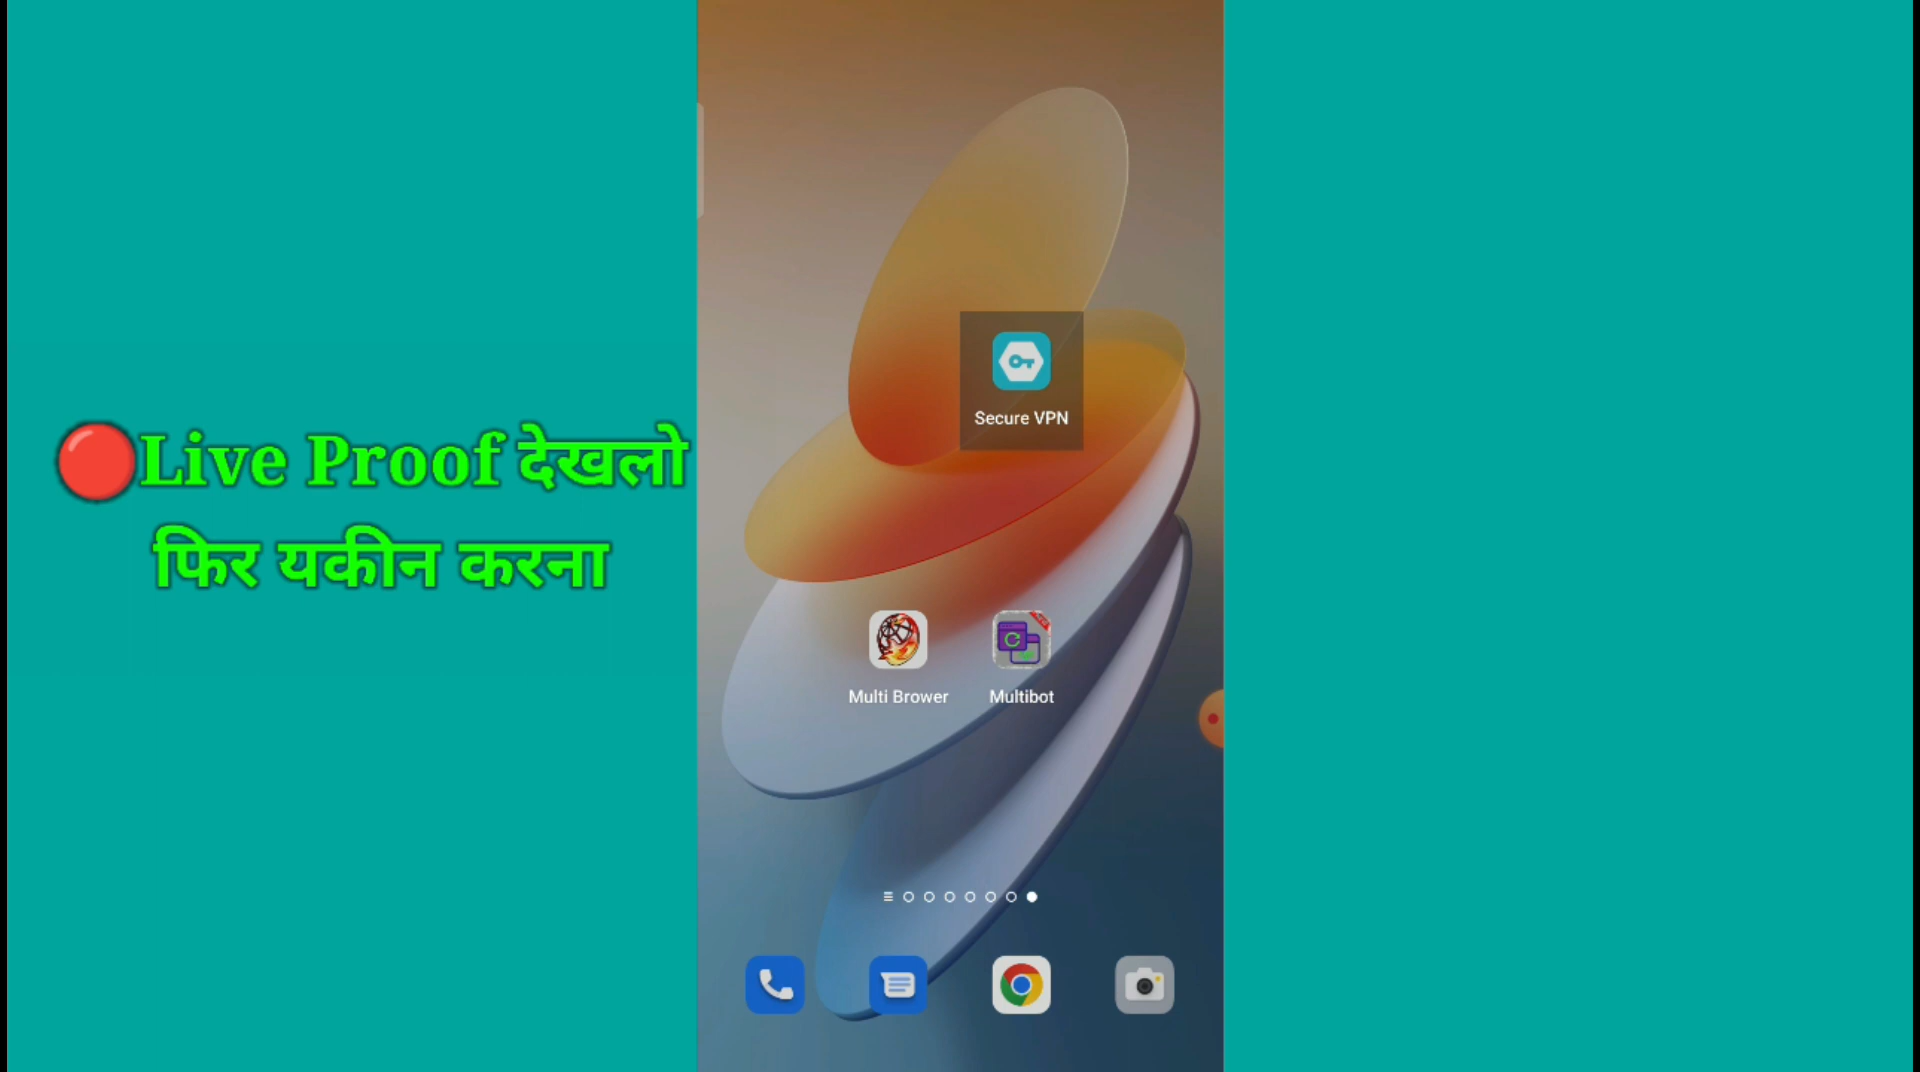 🔴Live Proof देखलो
फिर यकीन करना
Secure VPN
Multi Brower
Multibot